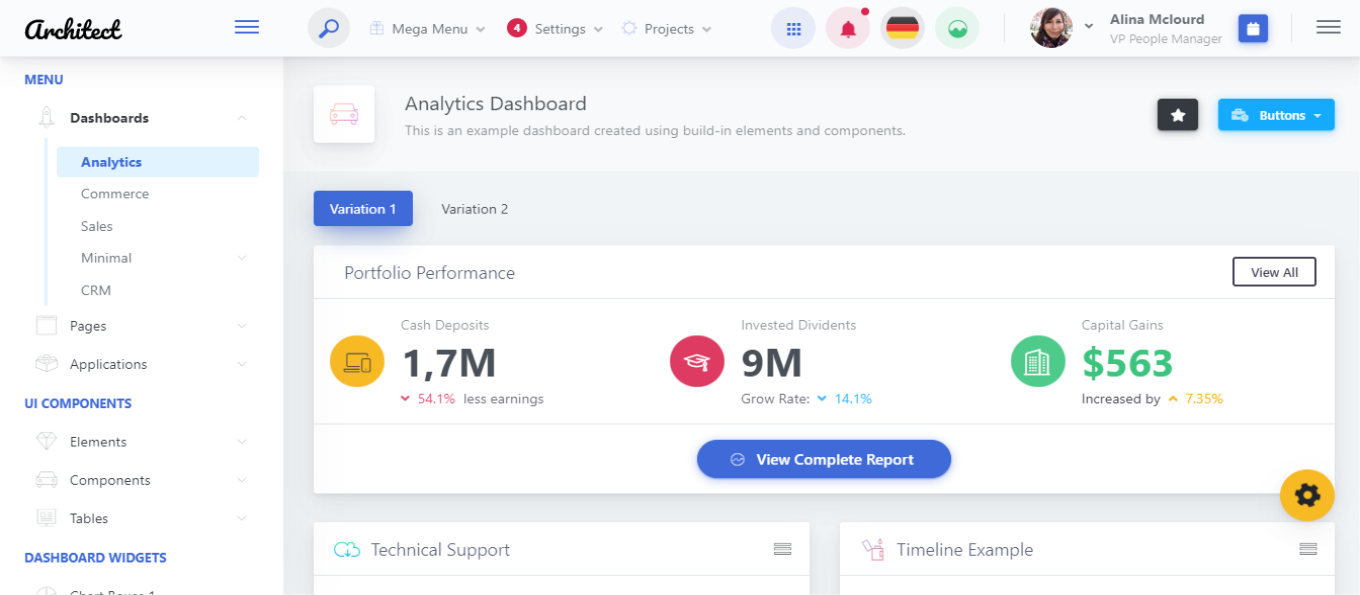 Architect
Mega Menu
4
Settings
Projects
Alina Mclourd
VP People Manager
MENU
Dashboards
Analytics
Commerce
Sales
Minimal
CRM
Pages
Applications
UI COMPONENTS
Elements
Components
Tables
DASHBOARD WIDGETS
Chart Boxes 1
Analytics Dashboard
This is an example dashboard created using build-in elements and components.
Buttons
Variation 1
Variation 2
Portfolio Performance
View All
Cash Deposits
1,7M
54.1% less earnings
Invested Dividents
9M
Grow Rate: 14.1%
Capital Gains
$563
Increased by 7.35%
View Complete Report
Technical Support
Timeline Example